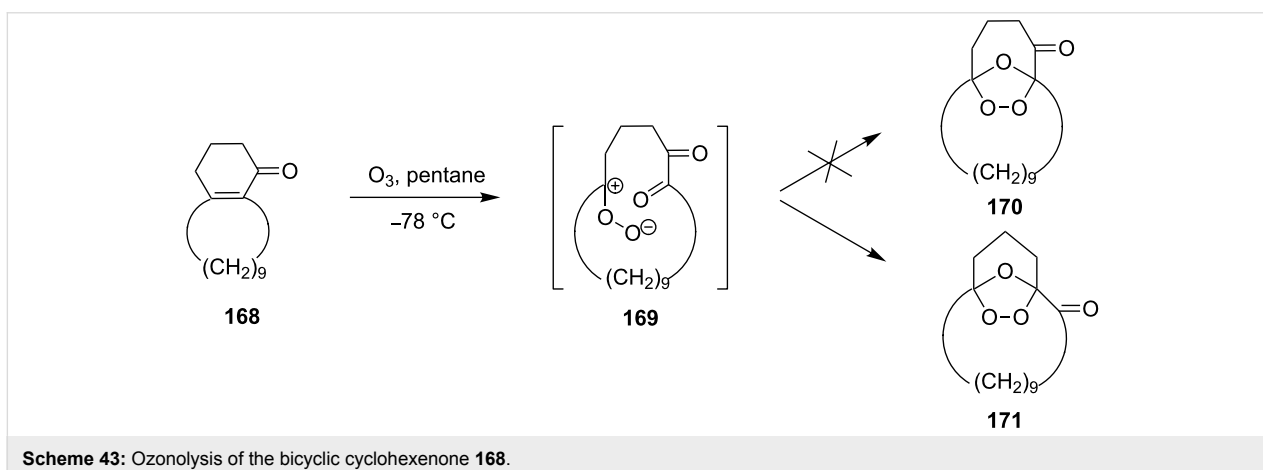 O
O
O–O
(CH2)9
170
O
(CH2)9
168
O3, pentane
–78 °C
⊕
O
O
O
O⊖
(CH2)9
169
O
O–O
O
(CH2)9
171
Scheme 43: Ozonolysis of the bicyclic cyclohexenone 168.